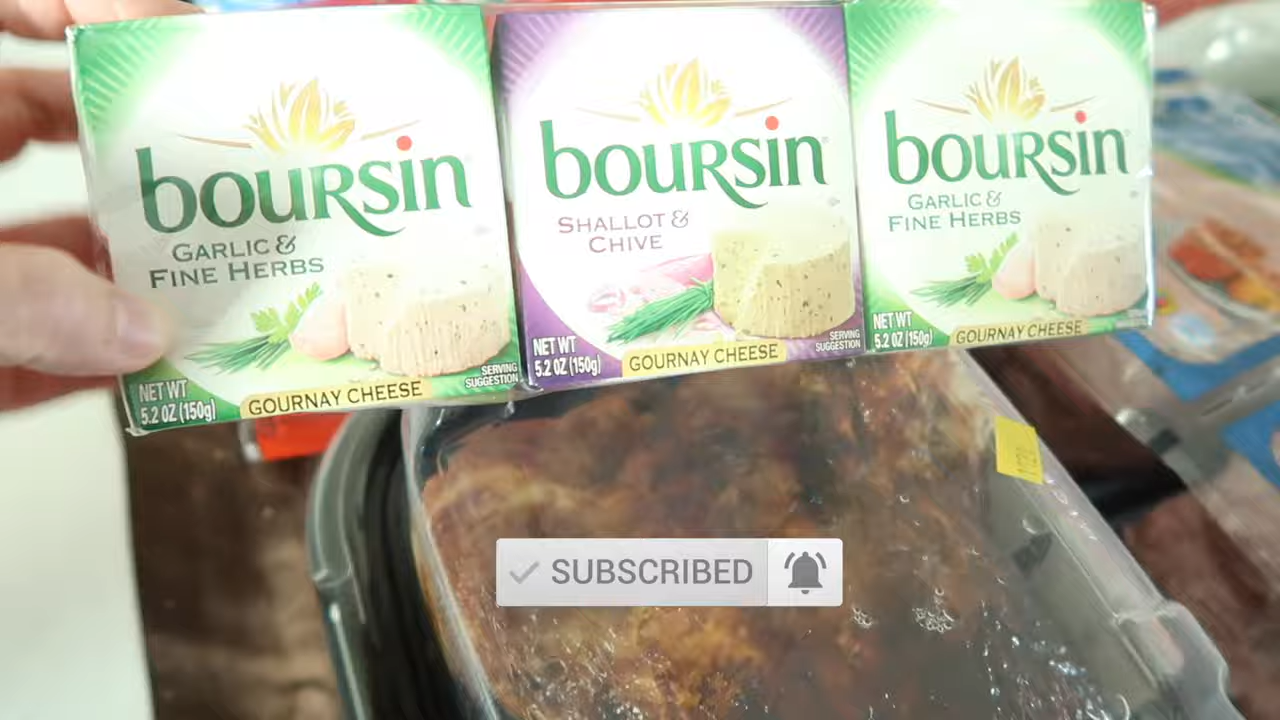 boursin
GARLIC &
FINE HERBS
NET WT
5.2 OZ (150g)
GOURNAY CHEESE
SERVING
SUGGESTION
boursin
SHALLOT &
CHIVE
NET WT
5.2 OZ (150g)
GOURNAY CHEESE
SERVING
SUGGESTION
boursin
GARLIC &
FINE HERBS
NET WT
5.2 OZ (150g)
GOURNAY CHEESE
SUBSCRIBED